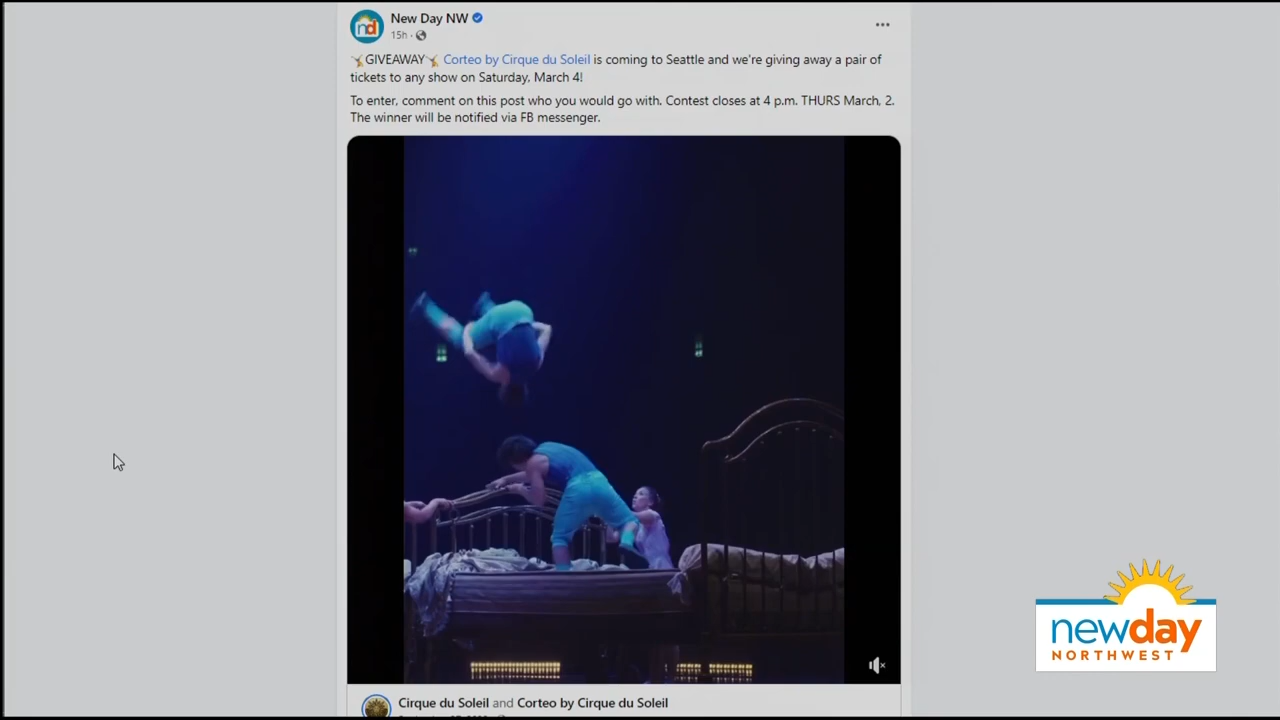 New Day NW
15h ·
GIVEAWAY Corteo by Cirque du Soleil is coming to Seattle and we're giving away a pair of
tickets to any show on Saturday, March 4!
To enter, comment on this post who you would go with. Contest closes at 4 p.m. THURS March, 2.
The winner will be notified via FB messenger.
Cirque du Soleil and Corteo by Cirque du Soleil
nd
newday
NORTHWEST